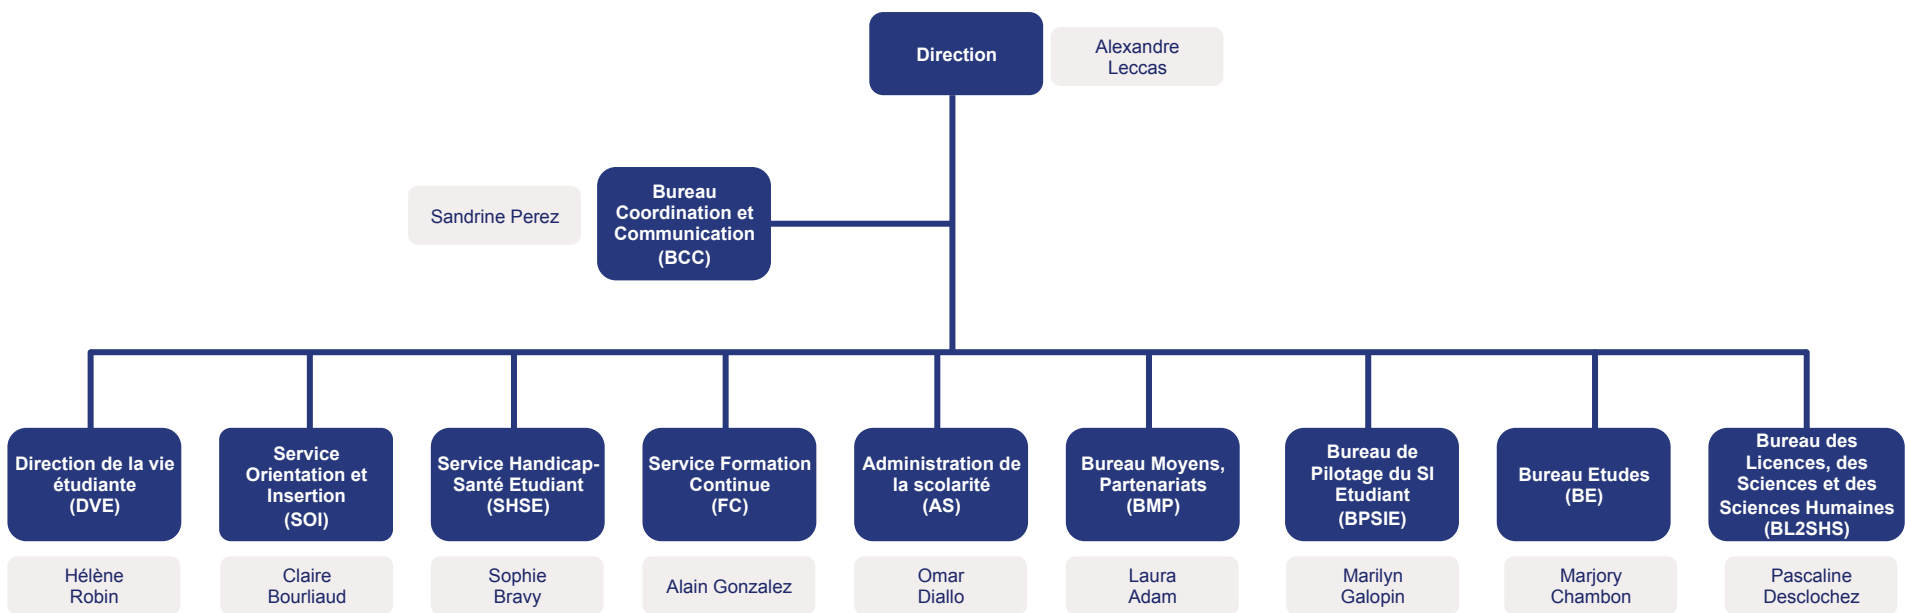 Direction
Alexandre
Leccas
Sandrine Perez
Bureau
Coordination et
Communication
(BCC)
Direction de la vie
étudiante
(DVE)
Service
Orientation et
Insertion
(SOI)
Service Handicap-
Santé Etudiant
(SHSE)
Service Formation
Continue
(FC)
Administration de
la scolarité
(AS)
Bureau Moyens,
Partenariats
(BMP)
Bureau de
Pilotage du SI
Etudiant
(BPSIE)
Bureau Etudes
(BE)
Bureau des
Licences, des
Sciences et des
Sciences Humaines
(BL2SHS)
Hélène
Robin
Claire
Bourliaud
Sophie
Bravy
Alain Gonzalez
Omar
Diallo
Laura
Adam
Marilyn
Galopin
Marjory
Chambon
Pascaline
Desclochez